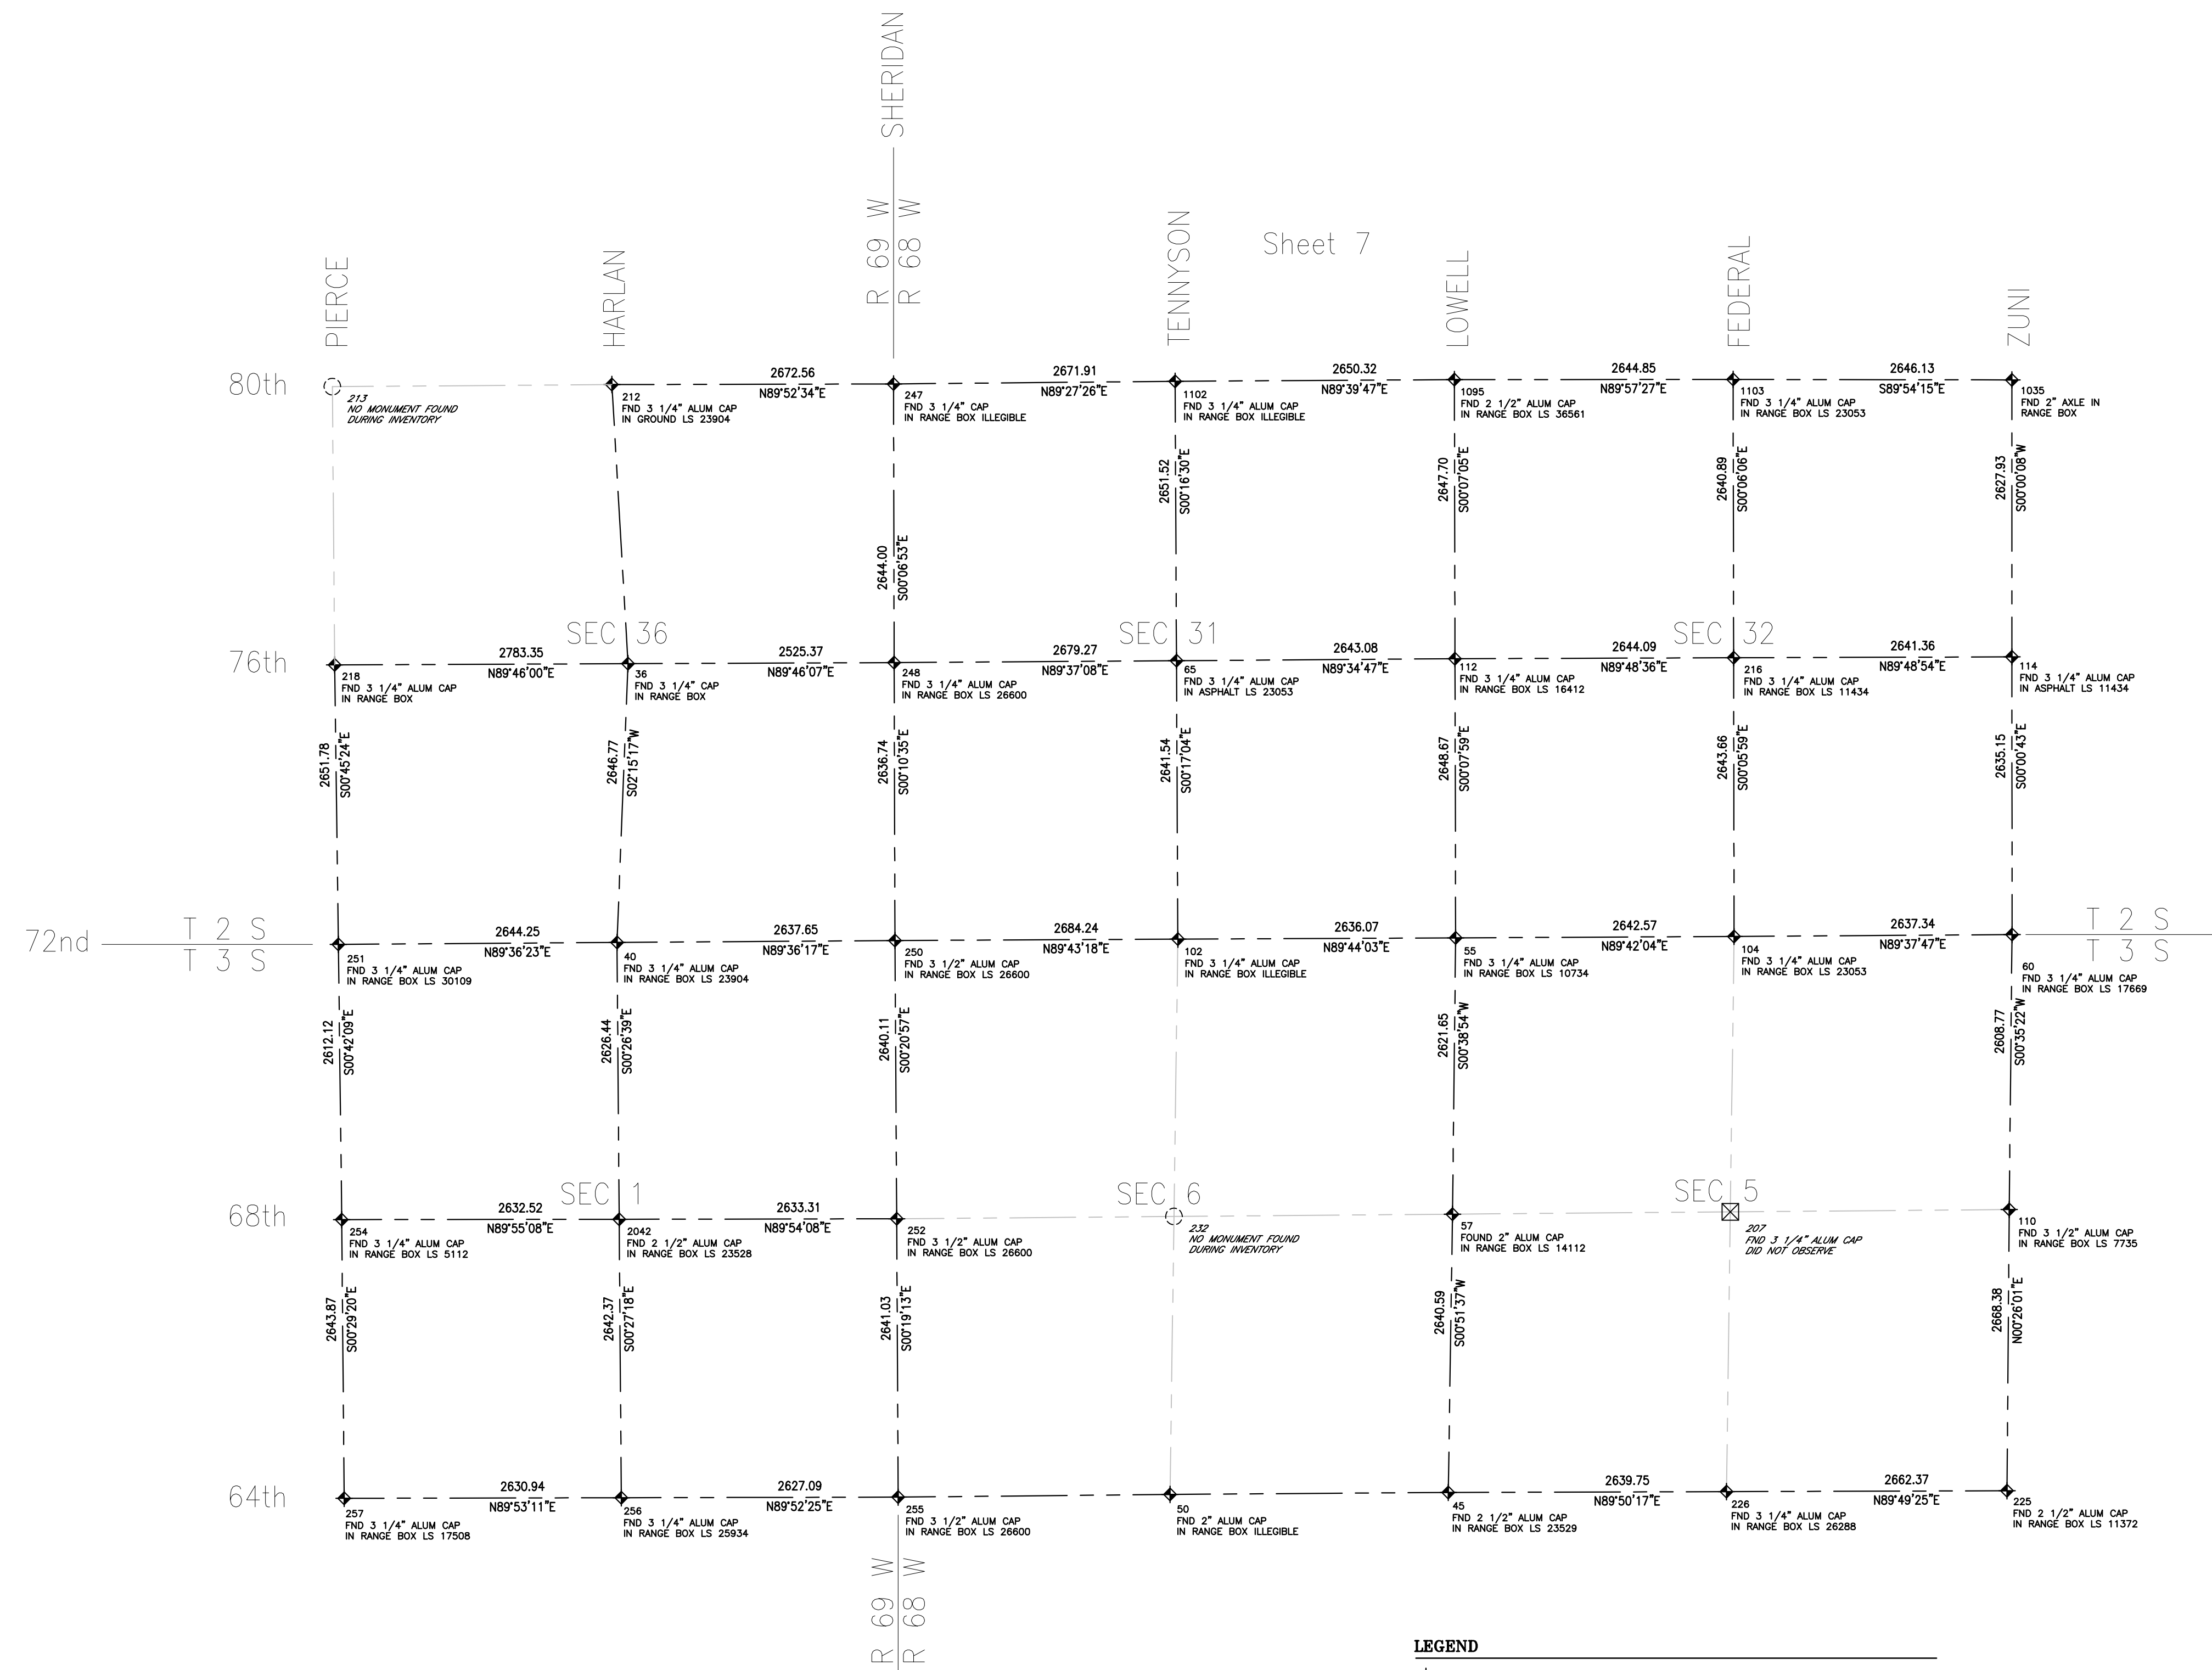 SHERIDAN
R 69 W
R 68 W
Sheet 7
PIERCE
HARLAN
TENNYSON
LOWELL
FEDERAL
ZUNI
80th
2672.56
N89°52'34"E
2671.91
N89°27'26"E
2650.32
N89°39'47"E
2644.85
N89°57'27"E
2646.13
S89°54'15"E
213
NO MONUMENT FOUND
DURING INVENTORY
212
FND 3 1/4" ALUM CAP
IN GROUND LS 23904
247
FND 3 1/4" CAP
IN RANGE BOX ILLEGIBLE
1102
FND 3 1/4" ALUM CAP
IN RANGE BOX ILLEGIBLE
1095
FND 2 1/2" ALUM CAP
IN RANGE BOX LS 36561
1103
FND 3 1/4" ALUM CAP
IN RANGE BOX LS 23053
1035
FND 2" AXLE IN
RANGE BOX
2644.00
S00°06'53"E
2651.52
S00°16'30"E
2647.70
S00°07'05"E
2640.89
S00°06'06"E
2627.93
S00°00'08"W
SEC 36
SEC 31
SEC 32
76th
2783.35
N89°46'00"E
2525.37
N89°46'07"E
2679.27
N89°37'08"E
2643.08
N89°34'47"E
2644.09
N89°48'36"E
2641.36
N89°48'54"E
218
FND 3 1/4" ALUM CAP
IN RANGE BOX
36
FND 3 1/4" CAP
IN RANGE BOX
248
FND 3 1/2" ALUM CAP
IN RANGE BOX LS 26600
65
FND 3 1/4" ALUM CAP
IN ASPHALT LS 23053
112
FND 3 1/4" ALUM CAP
IN RANGE BOX LS 16412
216
FND 3 1/4" ALUM CAP
IN RANGE BOX LS 11434
114
FND 3 1/4" ALUM CAP
IN ASPHALT LS 11434
2651.78
S00°45'24"E
2646.77
S02°15'17"W
2636.74
S00°10'35"E
2641.54
S00°17'04"E
2648.67
S00°07'59"E
2643.66
S00°05'59"E
2635.15
S00°00'43"E
72nd
T 2 S
T 3 S
2644.25
N89°36'23"E
2637.65
N89°36'17"E
2684.24
N89°43'18"E
2636.07
N89°44'03"E
2642.57
N89°42'04"E
2637.34
N89°37'47"E
T 2 S
T 3 S
251
FND 3 1/4" ALUM CAP
IN RANGE BOX LS 30109
40
FND 3 1/4" ALUM CAP
IN RANGE BOX LS 23904
250
FND 3 1/2" ALUM CAP
IN RANGE BOX LS 26600
102
FND 3 1/4" ALUM CAP
IN RANGE BOX ILLEGIBLE
55
FND 3 1/4" ALUM CAP
IN RANGE BOX LS 10734
104
FND 3 1/4" ALUM CAP
IN RANGE BOX LS 23053
60
FND 3 1/4" ALUM CAP
IN RANGE BOX LS 17669
2612.12
S00°42'09"E
2626.44
S00°26'39"E
2640.11
S00°20'57"E
2621.65
S00°38'54"W
2608.77
S00°35'22"W
SEC 1
SEC 6
SEC 5
68th
2632.52
N89°55'08"E
2633.31
N89°54'08"E
254
FND 3 1/4" ALUM CAP
IN RANGE BOX LS 5112
2042
FND 2 1/2" ALUM CAP
IN RANGE BOX LS 23528
252
FND 3 1/2" ALUM CAP
IN RANGE BOX LS 26600
232
NO MONUMENT FOUND
DURING INVENTORY
57
FOUND 2" ALUM CAP
IN RANGE BOX LS 14112
207
FND 3 1/4" ALUM CAP
DID NOT OBSERVE
110
FND 3 1/2" ALUM CAP
IN RANGE BOX LS 7735
2643.87
S00°29'20"E
2642.37
S00°27'18"E
2641.03
S00°19'13"E
2640.59
S00°51'37"W
2668.38
N00°26'01"E
64th
2630.94
N89°53'11"E
2627.09
N89°52'25"E
2639.75
N89°50'17"E
2662.37
N89°49'25"E
257
FND 3 1/4" ALUM CAP
IN RANGE BOX LS 17508
256
FND 3 1/4" ALUM CAP
IN RANGE BOX LS 25934
255
FND 3 1/2" ALUM CAP
IN RANGE BOX LS 26600
50
FND 2" ALUM CAP
IN RANGE BOX ILLEGIBLE
45
FND 2 1/2" ALUM CAP
IN RANGE BOX LS 23529
226
FND 3 1/4" ALUM CAP
IN RANGE BOX LS 26288
225
FND 2 1/2" ALUM CAP
IN RANGE BOX LS 11372
R 69 W
R 68 W
LEGEND